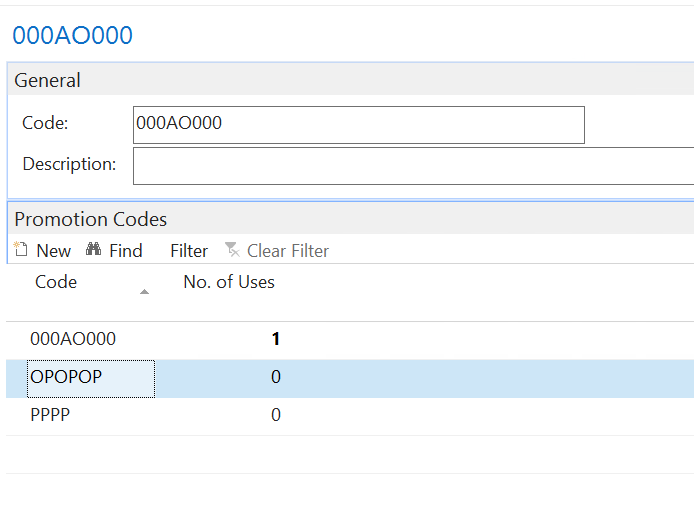 000AO000
General
Code: 000AO000
Description:
Promotion Codes
New Find Filter Clear Filter
Code No. of Uses
000AO000 1
OPOPOP 0
PPPP 0